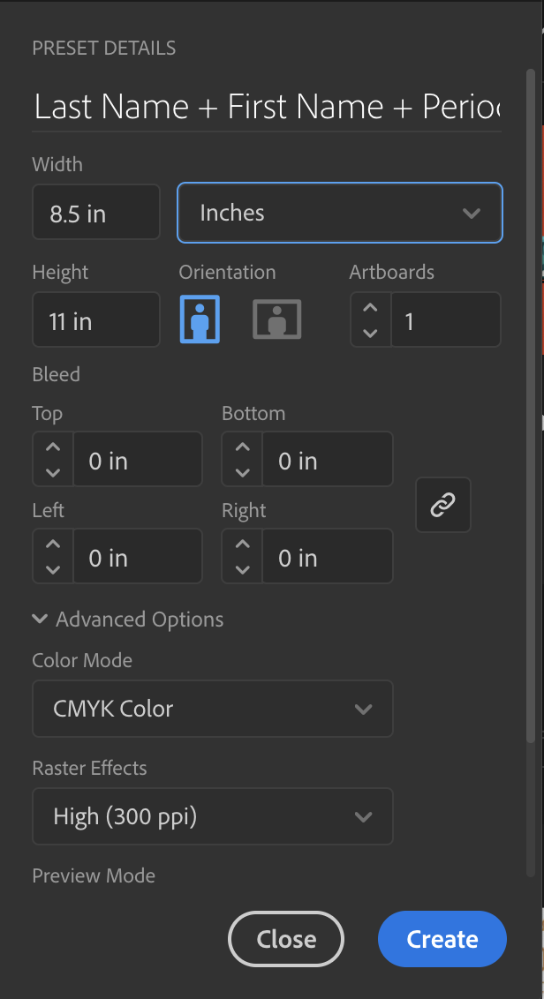 PRESET DETAILS
Last Name + First Name + Perio
Width
8.5 in Inches
Height Orientation Artboards
11 in 1
Bleed
Top Bottom
0 in 0 in
Left Right
0 in 0 in
Advanced Options
Color Mode
CMYK Color
Raster Effects
High (300 ppi)
Preview Mode
Close Create